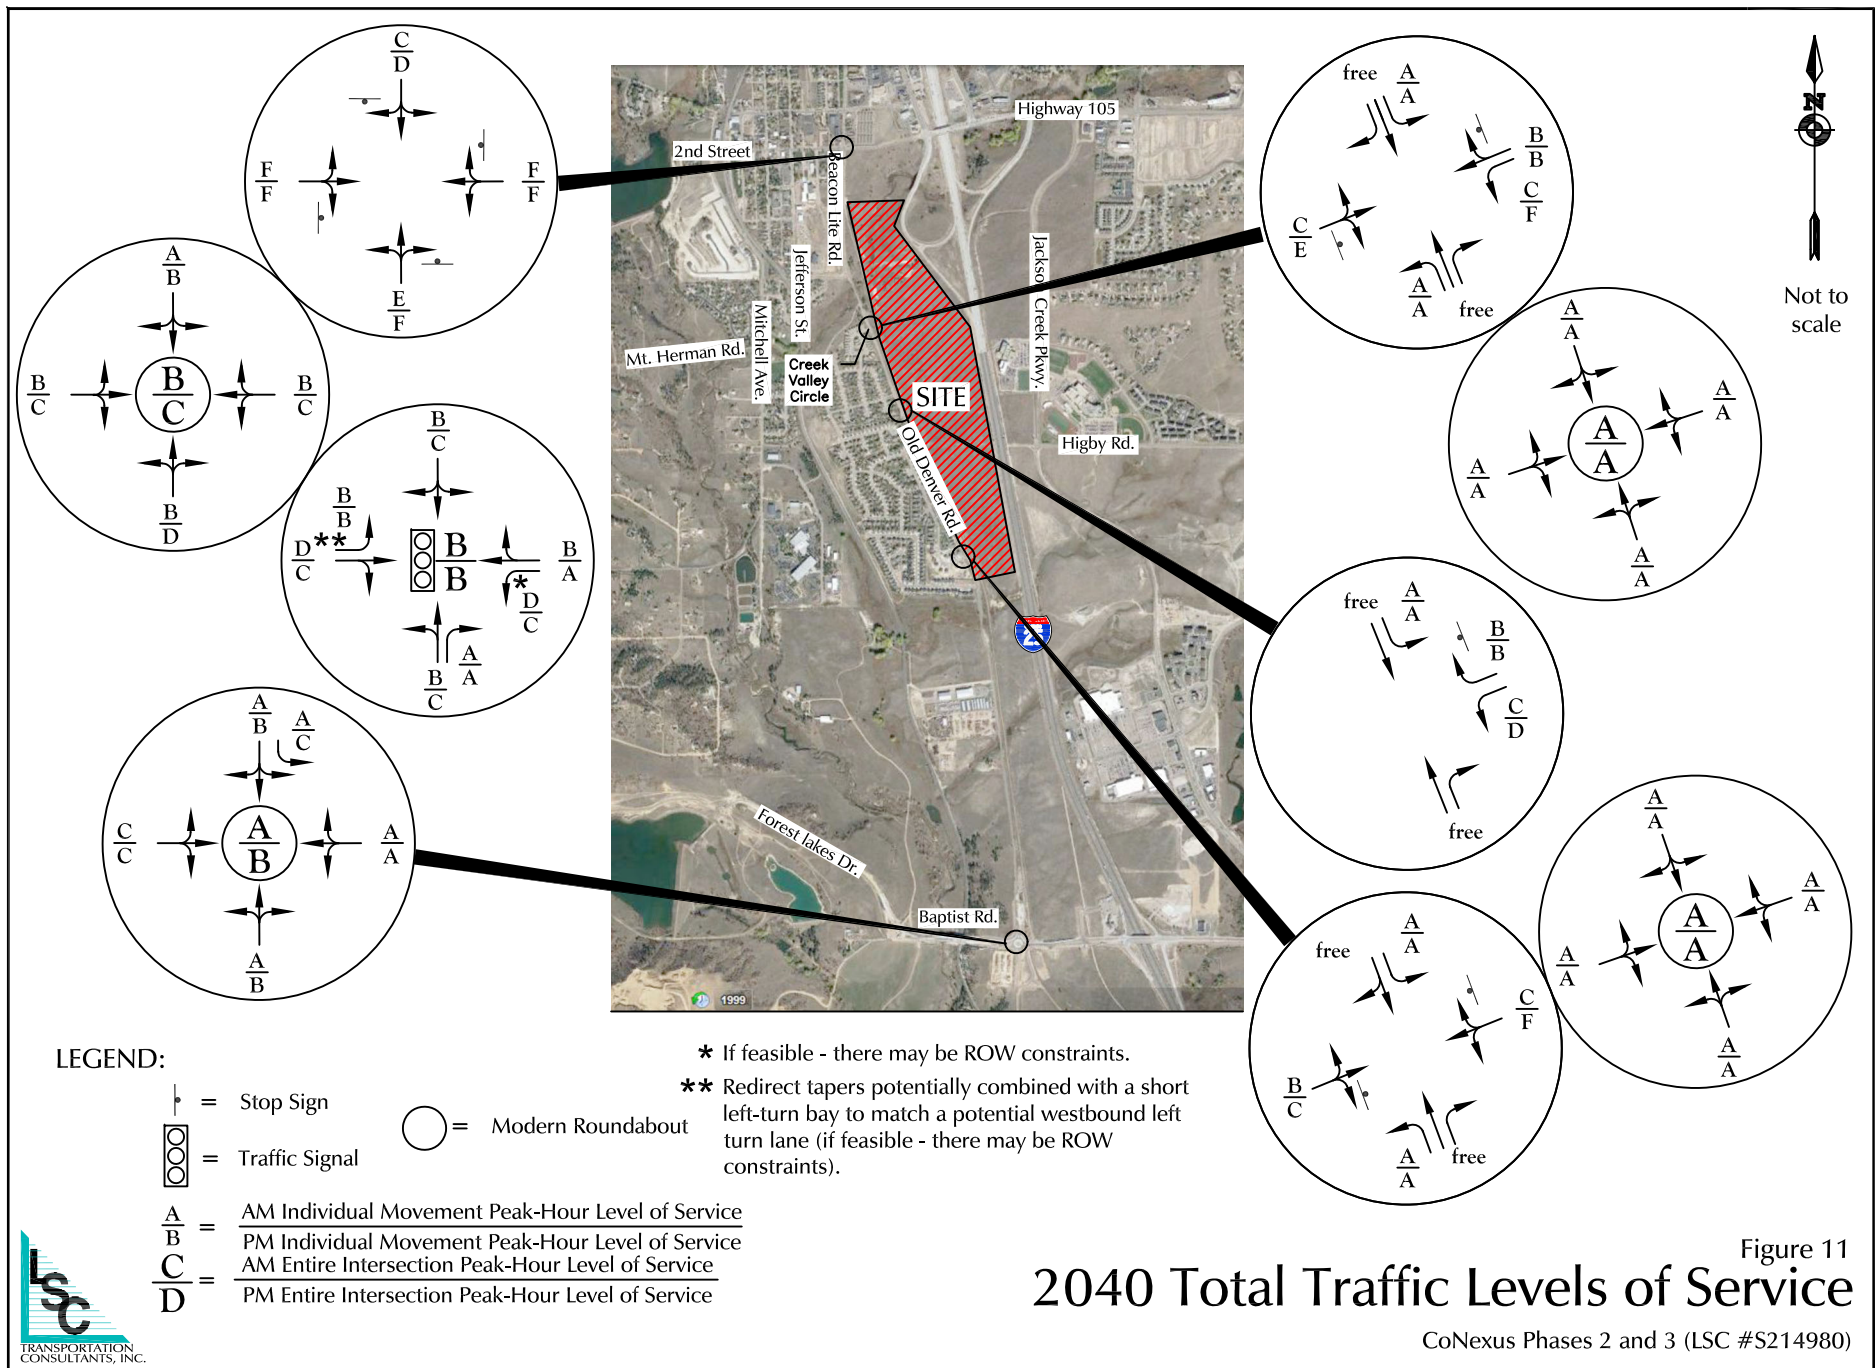 C
D
F
F
F
F
E
F
A
B
B
C
B
C
B
C
B
D
B
C
B
B
D
C
**
B
B
B
A
*
D
C
B
C
A
A
A
B
A
C
C
C
A
B
A
A
A
B
Highway 105
2nd Street
Beacon Lite Rd.
Jefferson St.
Mitchell Ave.
Mt. Herman Rd.
Creek
Valley
Circle
SITE
Jackson Creek Pkwy.
Higby Rd.
Old Denver Rd.
25
Forest lakes Dr.
Baptist Rd.
1999
free
A
A
B
B
C
F
C
E
A
A
free
N
Not to
scale
A
A
A
A
A
A
A
A
A
A
free
A
A
B
B
C
D
free
free
A
A
C
F
B
C
A
A
free
A
A
A
A
A
A
A
A
A
A
LEGEND:
= Stop Sign
= Traffic Signal
= Modern Roundabout
A
B
=
AM Individual Movement Peak-Hour Level of Service
PM Individual Movement Peak-Hour Level of Service
C
D
=
AM Entire Intersection Peak-Hour Level of Service
PM Entire Intersection Peak-Hour Level of Service
* If feasible - there may be ROW constraints.
** Redirect tapers potentially combined with a short
left-turn bay to match a potential westbound left
turn lane (if feasible - there may be ROW
constraints).
LSC
TRANSPORTATION
CONSULTANTS, INC.
Figure 11
2040 Total Traffic Levels of Service
CoNexus Phases 2 and 3 (LSC #S214980)